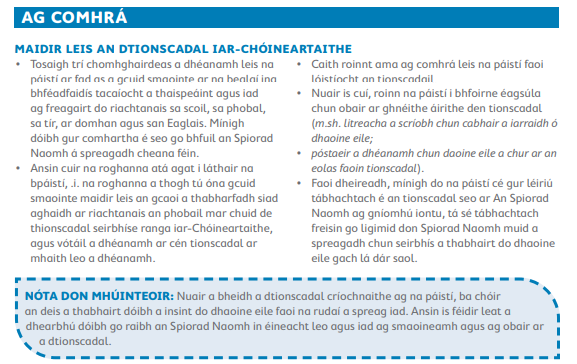 AG COMHRÁ
MAIDIR LEIS AN DTIONSCADAL IAR-CHÓINEARTAITHE
• Tosaigh trí chomhghairdeas a dhéanamh leis na
páistí ar fad as a gcuid smaointe ar na bealaí ina
bhféadfaidís tacaíocht a thaispeáint agus iad
ag freagairt do riachtanais sa scoil, sa phobal,
sa tír, ar domhan agus san Eaglais. Mínigh
dóibh gur comhartha é seo go bhfuil an Spiorad
Naomh á spreagadh cheana féin.
• Ansin cuir na roghanna atá agat i láthair na
bpáistí, .i. na roghanna a thogh tú óna gcuid
smaointe maidir leis an gcaoi a thabharfadh siad
aghaidh ar riachtanais an phobail mar chuid de
thionscadal seirbhíse ranga iar-Chóineartaithe,
agus vótáil a dhéanamh ar cén tionscadal ar
mhaith leo a dhéanamh.
• Caith roinnt ama ag comhrá leis na páistí faoi
lóistíocht an tionscadail.
• Nuair is cuí, roinn na páistí i bhfoirne éagsúla
chun obair ar ghnéithe áirithe den tionscadal
(m.sh. litreacha a scríobh chun cabhair a iarraidh ó
dhaoine eile;
• póstaeir a dhéanamh chun daoine eile a chur ar an
eolas faoin tionscadal).
• Faoi dheireadh, mínigh do na páistí cé gur léiriú
tábhachtach é an tionscadal seo ar An Spiorad
Naomh ag gníomhú iontu, tá sé tábhachtach
freisin go ligimid don Spiorad Naomh muid a
spreagadh chun seirbhís a thabhairt do dhaoine
eile gach lá dár saol.
NÓTA DON MHÚINTEOIR: Nuair a bheidh a dtionscadal críochnaithe ag na páistí, ba chóir
an deis a thabhairt dóibh a insint do dhaoine eile faoi na rudaí a spreag iad. Ansin is féidir leat a
dhearbhú dóibh go raibh an Spiorad Naomh in éineacht leo agus iad ag smaoineamh agus ag obair ar
a dtionscadal.